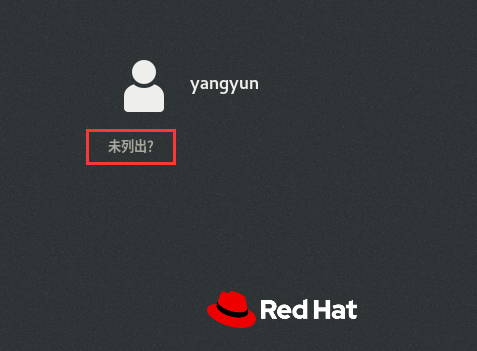 yangyun
未列出?
Red Hat